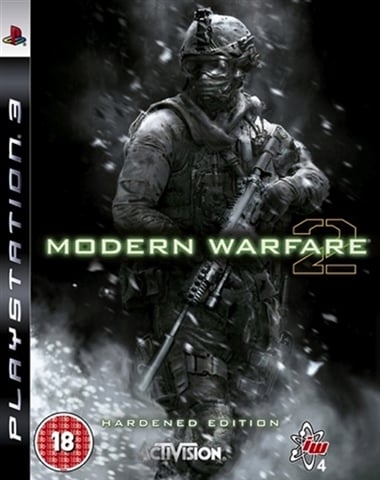 PLAYSTATION 3
MODERN WARFARE 2
HARDENED EDITION
18
ACTIVISION
iw
4